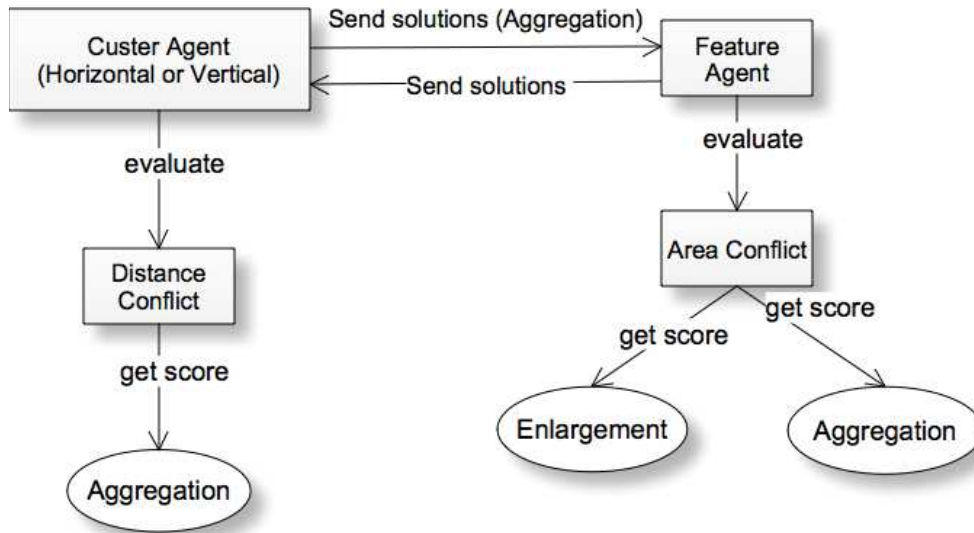 Custer Agent
(Horizontal or Vertical)
Send solutions (Aggregation)
Send solutions
Feature
Agent
evaluate
evaluate
Distance
Conflict
Area Conflict
get score
get score
get score
Aggregation
Enlargement
Aggregation